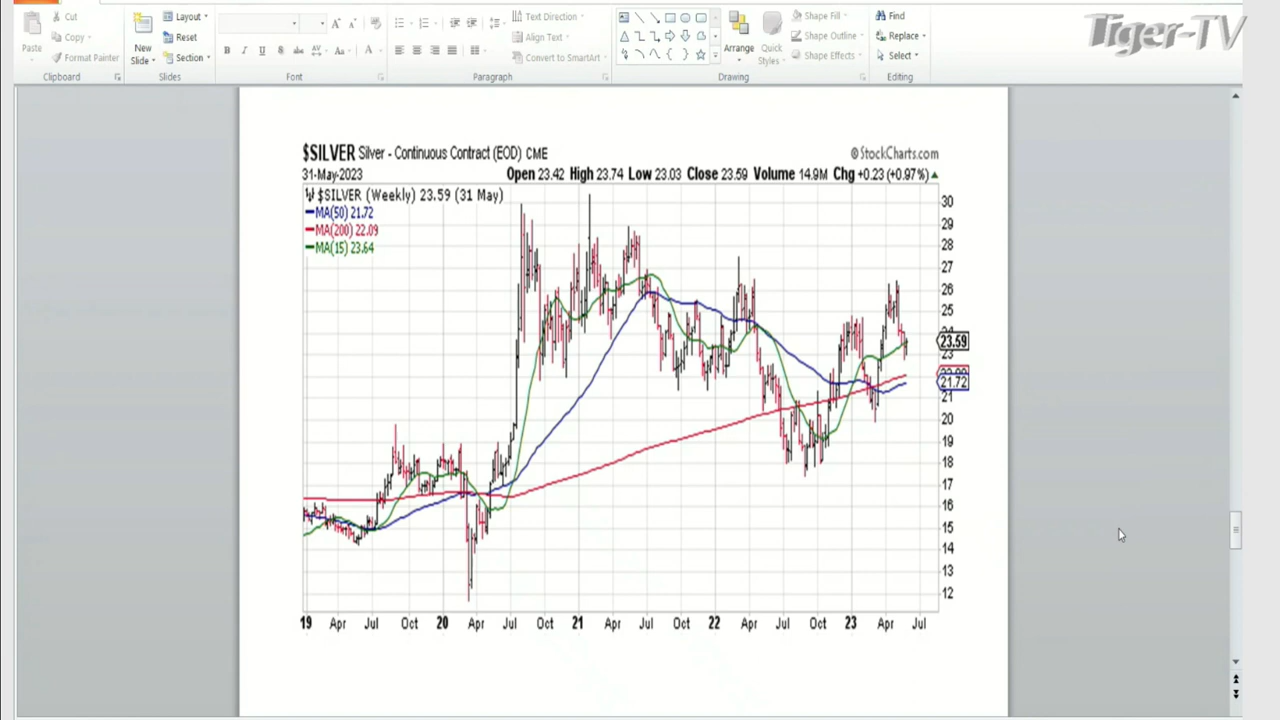 Tiger-TV
Cut
Copy
Format Painter
Paste
Clipboard
New
Slide
Layout
Reset
Section
Slides
B I U S abc AV Aa A
Font
Paragraph
Text Direction
Align Text
Convert to SmartArt
Arrange
Quick
Styles
Shape Fill
Shape Outline
Shape Effects
Drawing
Find
Replace
Select
Editing
$SILVER Silver - Continuous Contract (EOD) CME
© StockCharts.com
31-May-2023 Open 23.42 High 23.74 Low 23.03 Close 23.59 Volume 14.9M Chg +0.23 (+0.97%)
$SILVER (Weekly) 23.59 (31 May)
MA(50) 21.72
MA(200) 22.09
MA(15) 23.64
30
29
28
27
26
25
23.59
23
21.72
21
20
19
18
17
16
15
14
13
12
19 Apr Jul Oct 20 Apr Jul Oct 21 Apr Jul Oct 22 Apr Jul Oct 23 Apr Jul